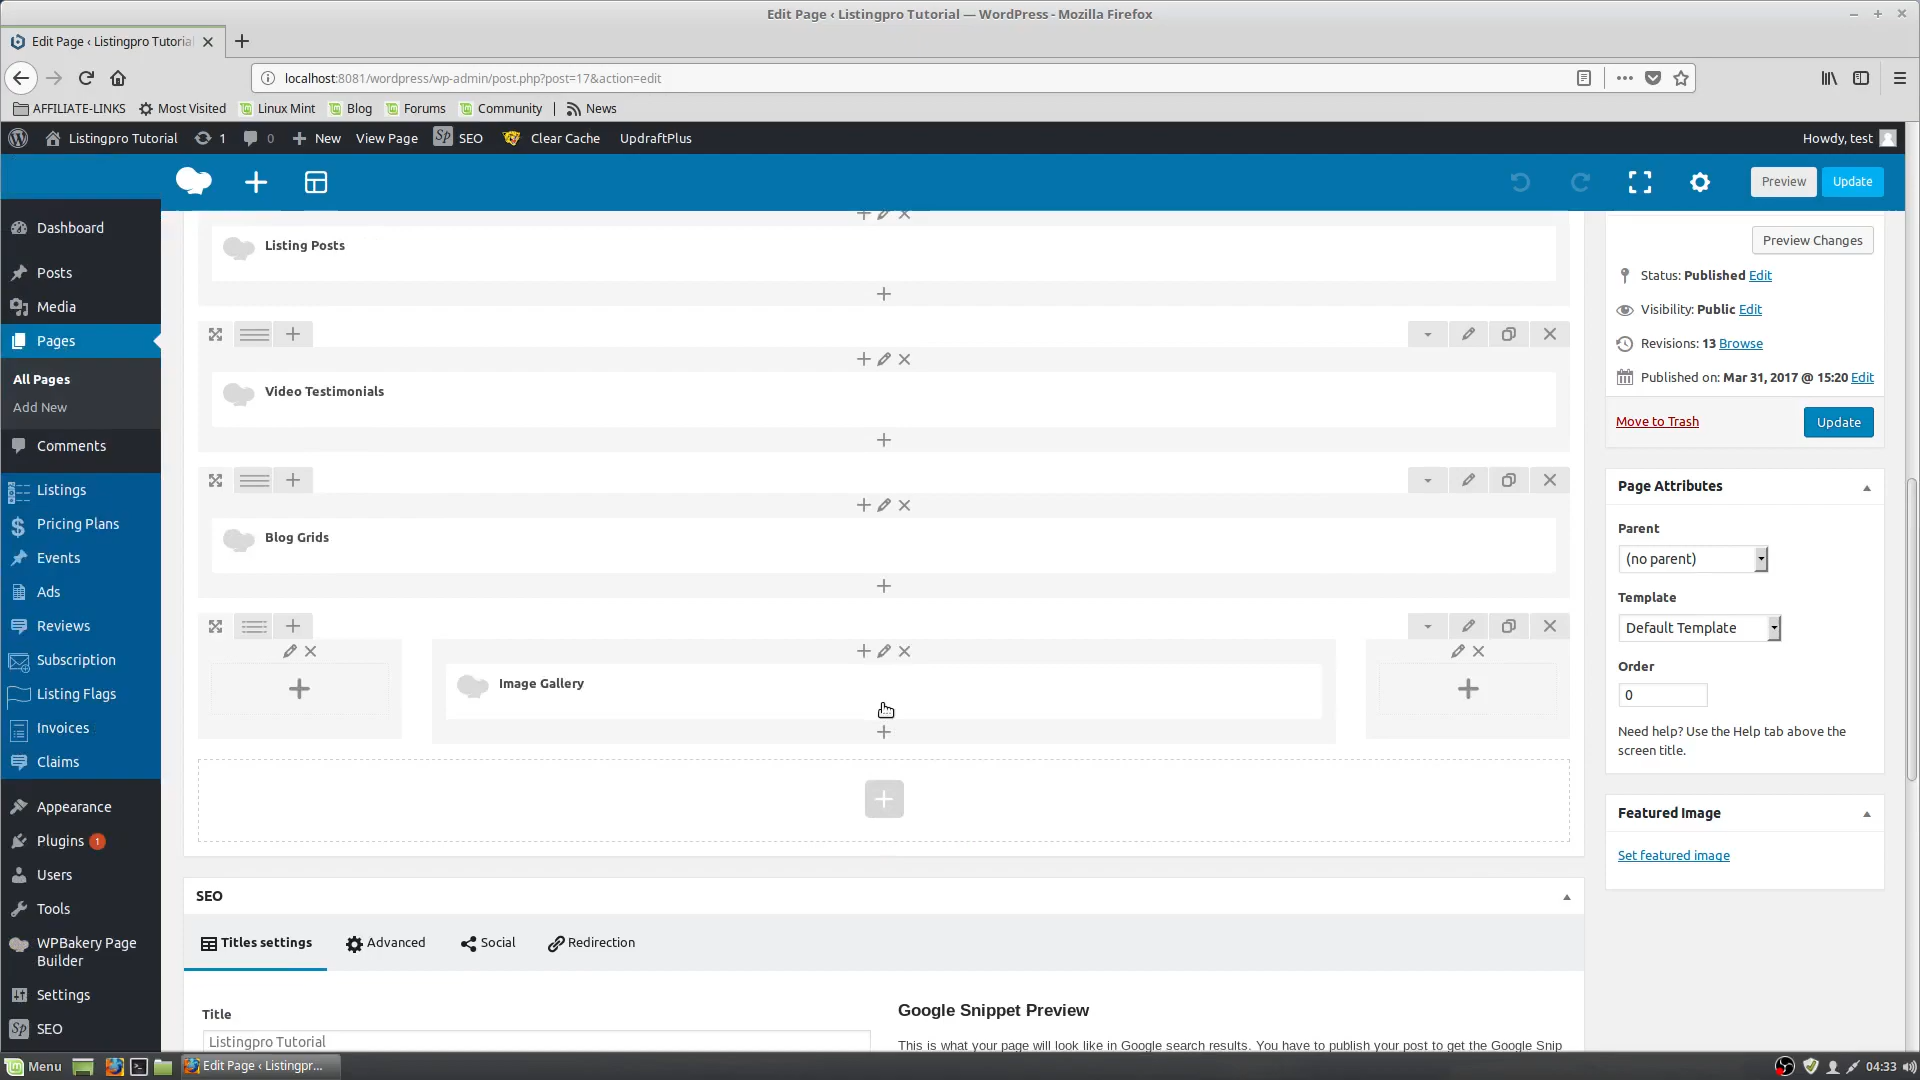 Edit Page ‹ Listingpro Tutorial — WordPress - Mozilla Firefox
Edit Page ‹ Listingpro Tutorial
localhost:8081/wordpress/wp-admin/post.php?post=17&action=edit
AFFILIATE-LINKS Most Visited Linux Mint Blog Forums Community News
Listingpro Tutorial 1 0 New View Page SEO Clear Cache UpdraftPlus Howdy, test
Preview Update
Dashboard
Posts
Media
Pages
All Pages
Add New
Comments
Listings
Pricing Plans
Events
Ads
Reviews
Subscription
Listing Flags
Invoices
Claims
Appearance
Plugins 1
Users
Tools
WPBakery Page
Builder
Settings
Sp SEO
Listing Posts
Video Testimonials
Blog Grids
Image Gallery
SEO
Titles settings Advanced Social Redirection
Title
Listingpro Tutorial
Google Snippet Preview
This is what your page will look like in Google search results. You have to publish your post to get the Google Snip
Preview Changes
Status: Published Edit
Visibility: Public Edit
Revisions: 13 Browse
Published on: Mar 31, 2017 @ 15:20 Edit
Move to Trash Update
Page Attributes
Parent
(no parent)
Template
Default Template
Order
0
Need help? Use the Help tab above the
screen title.
Featured Image
Set featured image
Menu Edit Page ‹ Listingpr... 04:33